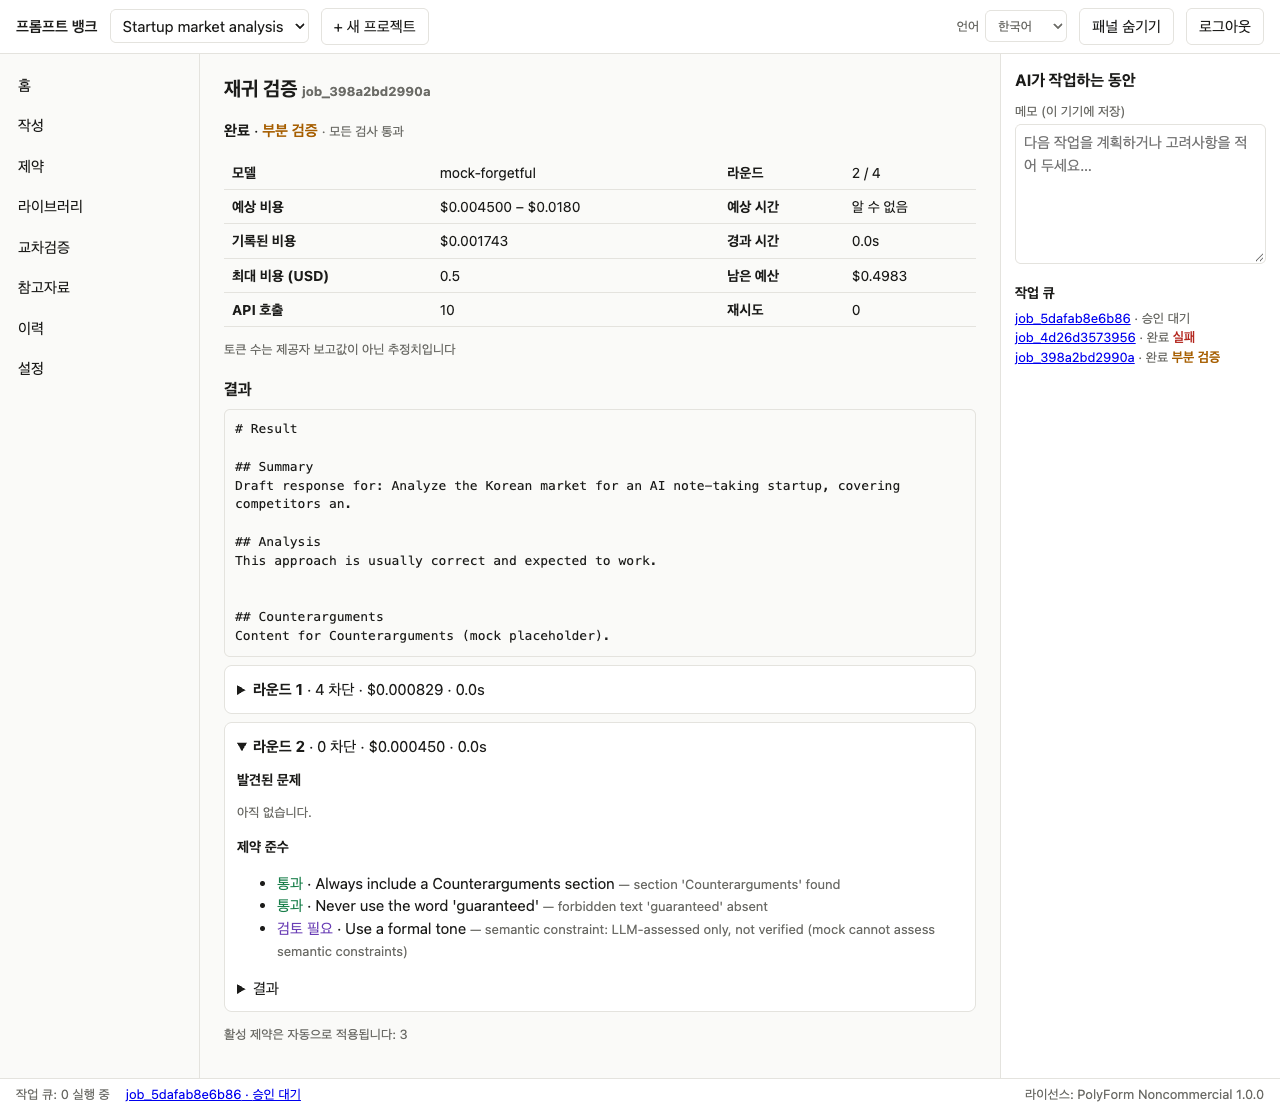 프롬프트 뱅크 Startup market analysis + 새 프로젝트 언어 한국어 패널 숨기기 로그아웃
홈
작성
제약
라이브러리
교차검증
참고자료
이력
설정
재귀 검증 job_398a2bd2990a
완료 · 부분 검증 · 모든 검사 통과
모델 mock-forgetful 라운드 2 / 4
예상 비용 $0.004500 – $0.0180 예상 시간 알 수 없음
기록된 비용 $0.001743 경과 시간 0.0s
최대 비용 (USD) 0.5 남은 예산 $0.4983
API 호출 10 재시도 0
토큰 수는 제공자 보고값이 아닌 추정치입니다
결과
# Result
## Summary
Draft response for: Analyze the Korean market for an AI note-taking startup, covering
competitors an.
## Analysis
This approach is usually correct and expected to work.
## Counterarguments
Content for Counterarguments (mock placeholder).
▶ 라운드 1 · 4 차단 · $0.000829 · 0.0s
▼ 라운드 2 · 0 차단 · $0.000450 · 0.0s
발견된 문제
아직 없습니다.
제약 준수
• 통과 · Always include a Counterarguments section — section 'Counterarguments' found
• 통과 · Never use the word 'guaranteed' — forbidden text 'guaranteed' absent
• 검토 필요 · Use a formal tone — semantic constraint: LLM-assessed only, not verified (mock cannot assess
semantic constraints)
▶ 결과
활성 제약은 자동으로 적용됩니다: 3
AI가 작업하는 동안
메모 (이 기기에 저장)
다음 작업을 계획하거나 고려사항을 적
어 두세요...
작업 큐
job_5dafab8e6b86 · 승인 대기
job_4d26d3573956 · 완료 실패
job_398a2bd2990a · 완료 부분 검증
작업 큐: 0 실행 중 job_5dafab8e6b86 · 승인 대기 라이선스: PolyForm Noncommercial 1.0.0